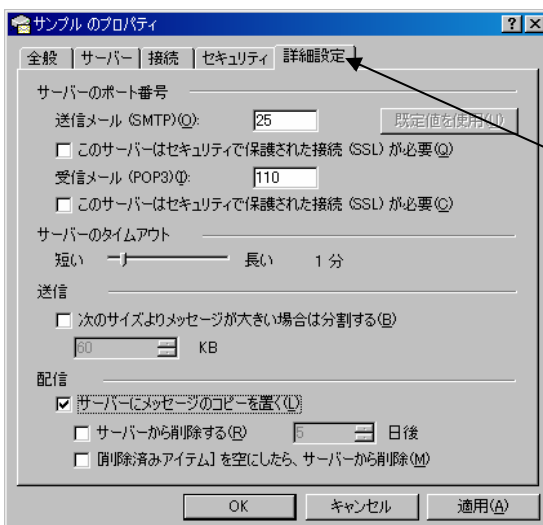 サンプル のプロパティ
全般 サーバー 接続 セキュリティ 詳細設定
サーバーのポート番号
送信メール (SMTP)(O): 25 既定値を使用(U)
このサーバーはセキュリティで保護された接続 (SSL) が必要(Q)
受信メール (POP3)(I): 110
このサーバーはセキュリティで保護された接続 (SSL) が必要(C)
サーバーのタイムアウト
短い 長い 1 分
送信
次のサイズよりメッセージが大きい場合は分割する(B)
60 KB
配信
サーバーにメッセージのコピーを置く(L)
サーバーから削除する(R) 5 日後
[削除済みアイテム] を空にしたら、サーバーから削除(M)
OK キャンセル 適用(A)